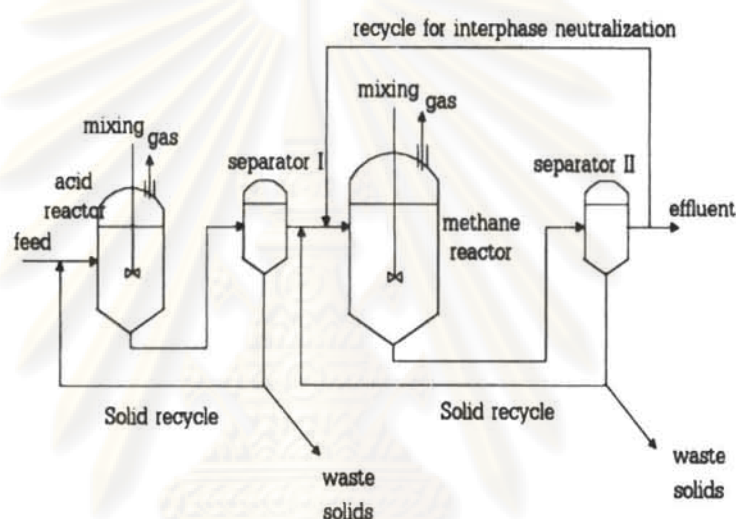 recycle for interphase neutralization
mixing
gas
mixing
gas
separator I
separator II
acid
reactor
methane
reactor
effluent
feed
Solid recycle
Solid recycle
waste
solids
waste
solids